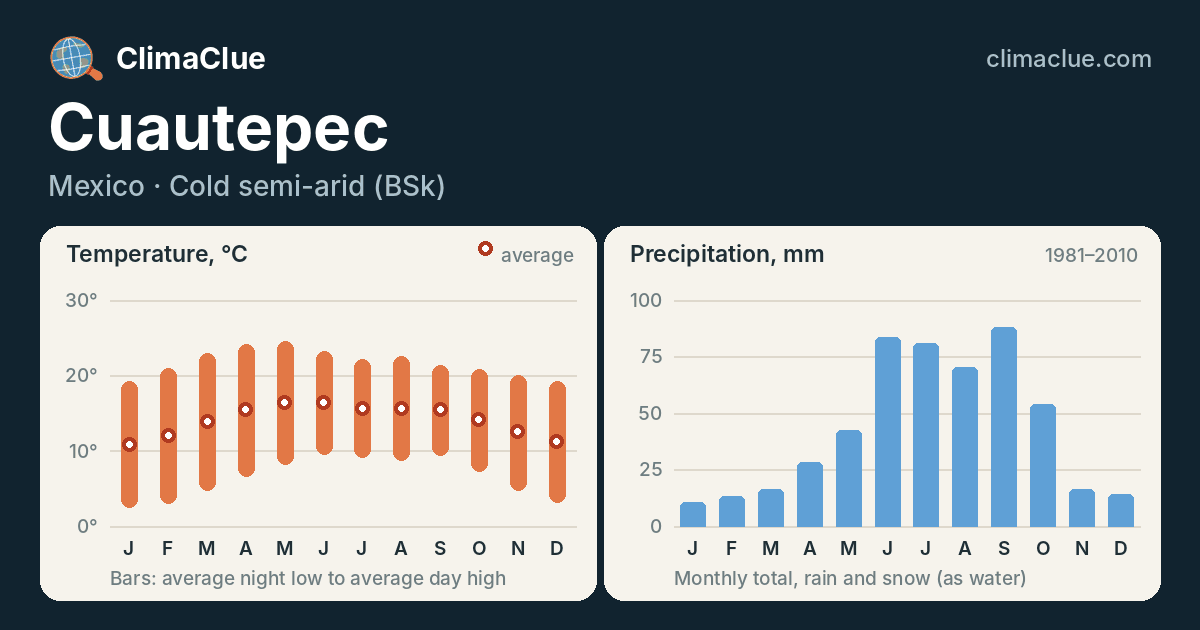 ClimaClue
climaclue.com
Cuautepec
Mexico · Cold semi-arid (BSk)
Temperature, °C
average
30°
20°
10°
0°
J F M A M J J A S O N D
Bars: average night low to average day high
Precipitation, mm
1981–2010
100
75
50
25
0
J F M A M J J A S O N D
Monthly total, rain and snow (as water)